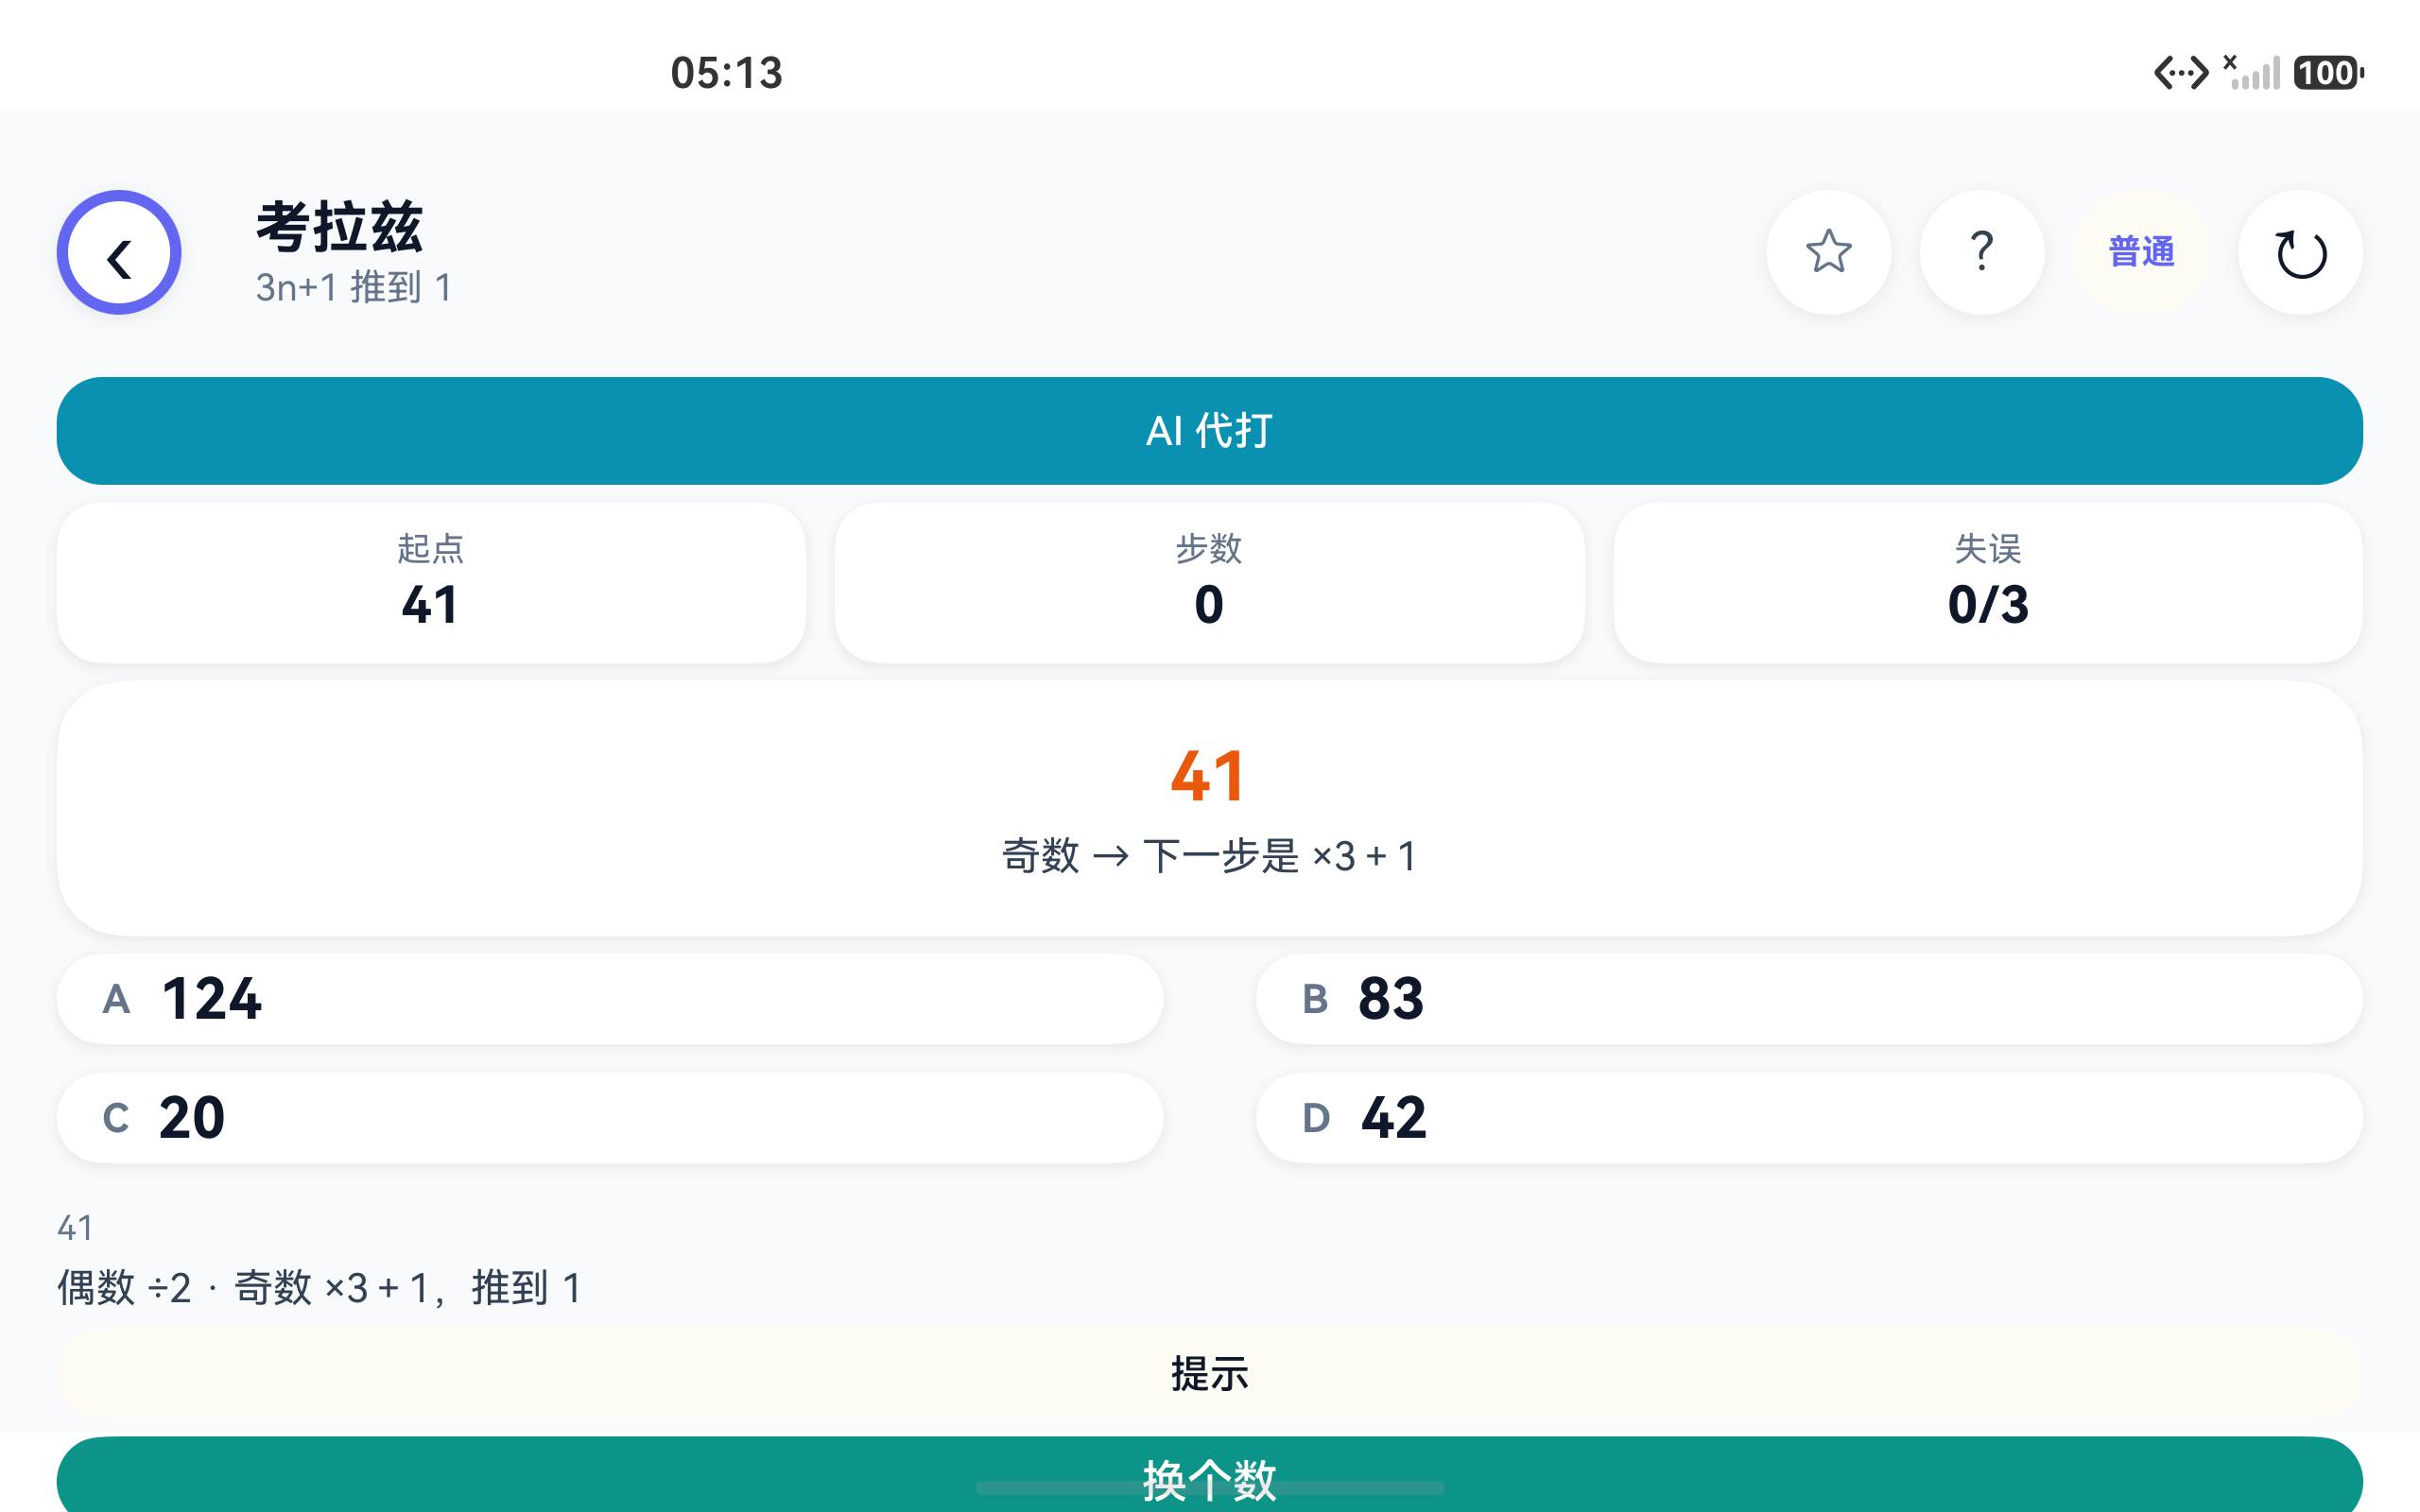 05:13
100
考拉兹
3n+1 推到 1
?
普通
AI 代打
起点
41
步数
0
失误
0/3
41
奇数 → 下一步是 ×3 + 1
A 124
B 83
C 20
D 42
41
偶数 ÷2 · 奇数 ×3 + 1，推到 1
提示
换个数